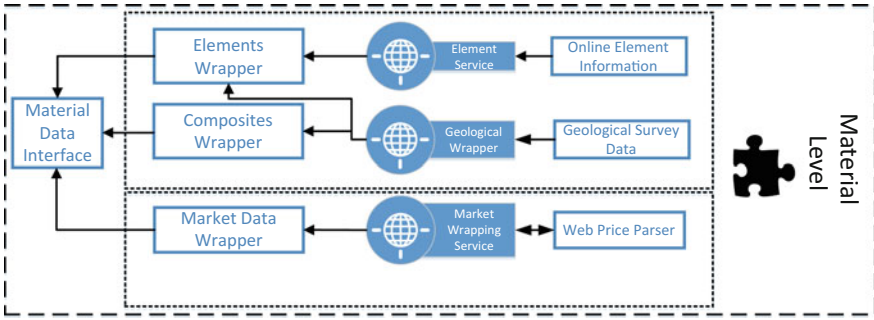 Elements
Wrapper
Element
Service
Online Element
Information
Material
Data
Interface
Composites
Wrapper
Geological
Wrapper
Geological Survey
Data
Market Data
Wrapper
Market
Wrapping
Service
Web Price Parser
Material
Level